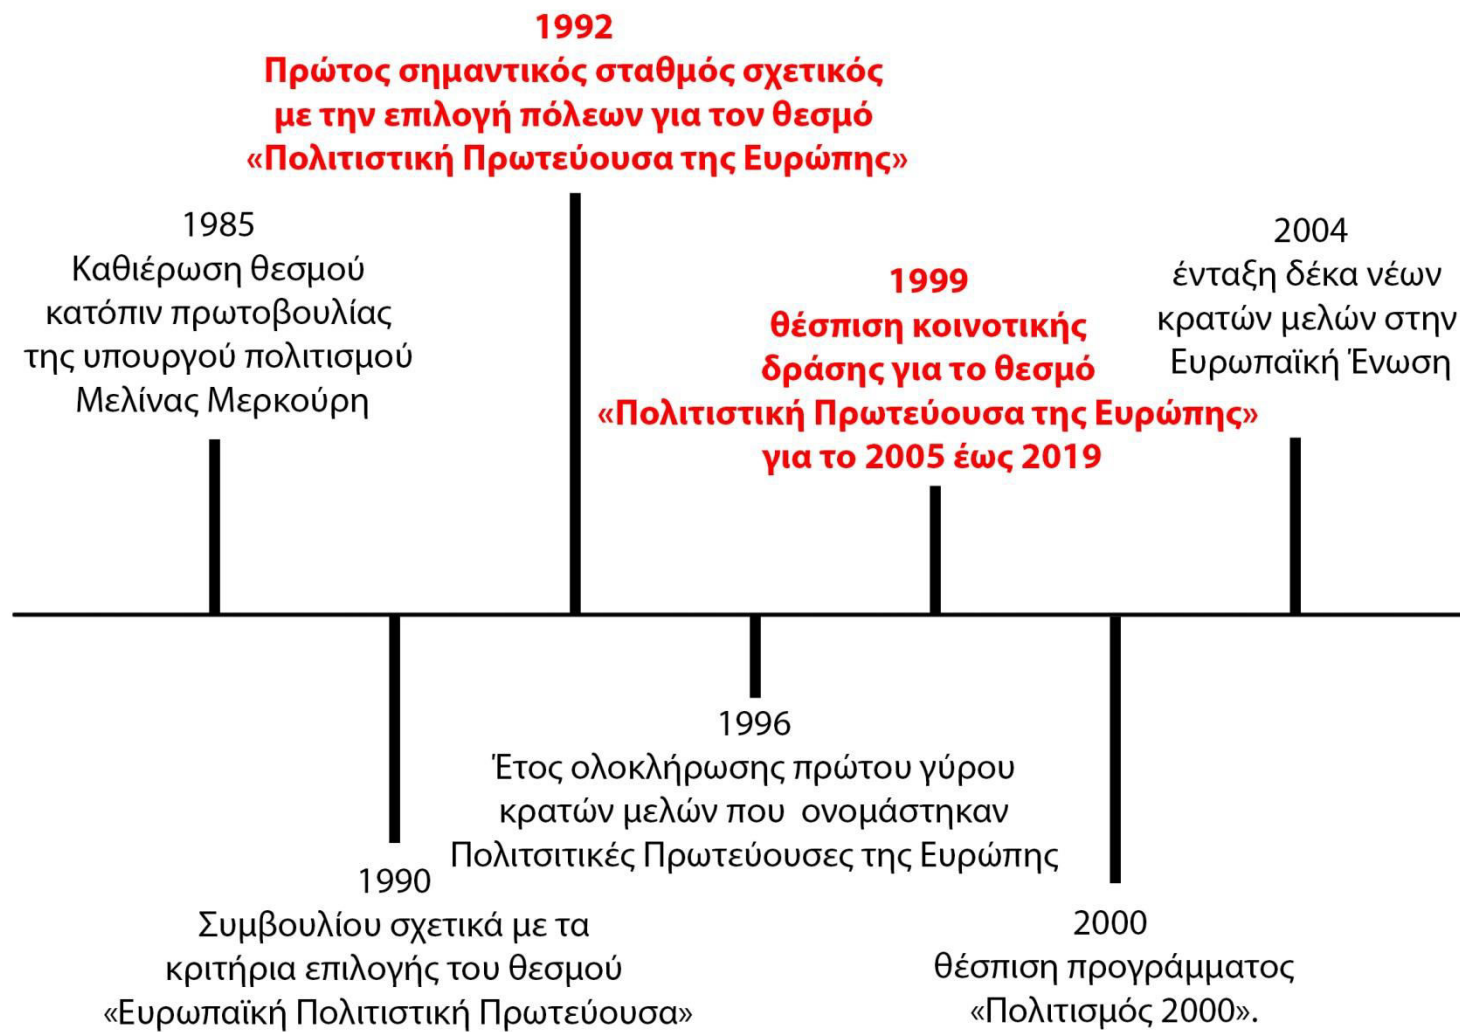 1992
Πρώτος σημαντικός σταθμός σχετικός
με την επιλογή πόλεων για τον θεσμό
«Πολιτιστική Πρωτεύουσα της Ευρώπης»
1985
Καθιέρωση θεσμού
κατόπιν πρωτοβουλίας
της υπουργού πολιτισμού
Μελίνας Μερκούρη
1999
θέσπιση κοινοτικής
δράσης για το θεσμό
«Πολιτιστική Πρωτεύουσα της Ευρώπης»
για το 2005 έως 2019
2004
ένταξη δέκα νέων
κρατών μελών στην
Ευρωπαϊκή Ένωση
1990
Συμβουλίου σχετικά με τα
κριτήρια επιλογής του θεσμού
«Ευρωπαϊκή Πολιτιστική Πρωτεύουσα»
1996
Έτος ολοκλήρωσης πρώτου γύρου
κρατών μελών που ονομάστηκαν
Πολιτσιτικές Πρωτεύουσες της Ευρώπης
2000
θέσπιση προγράμματος
«Πολιτισμός 2000».